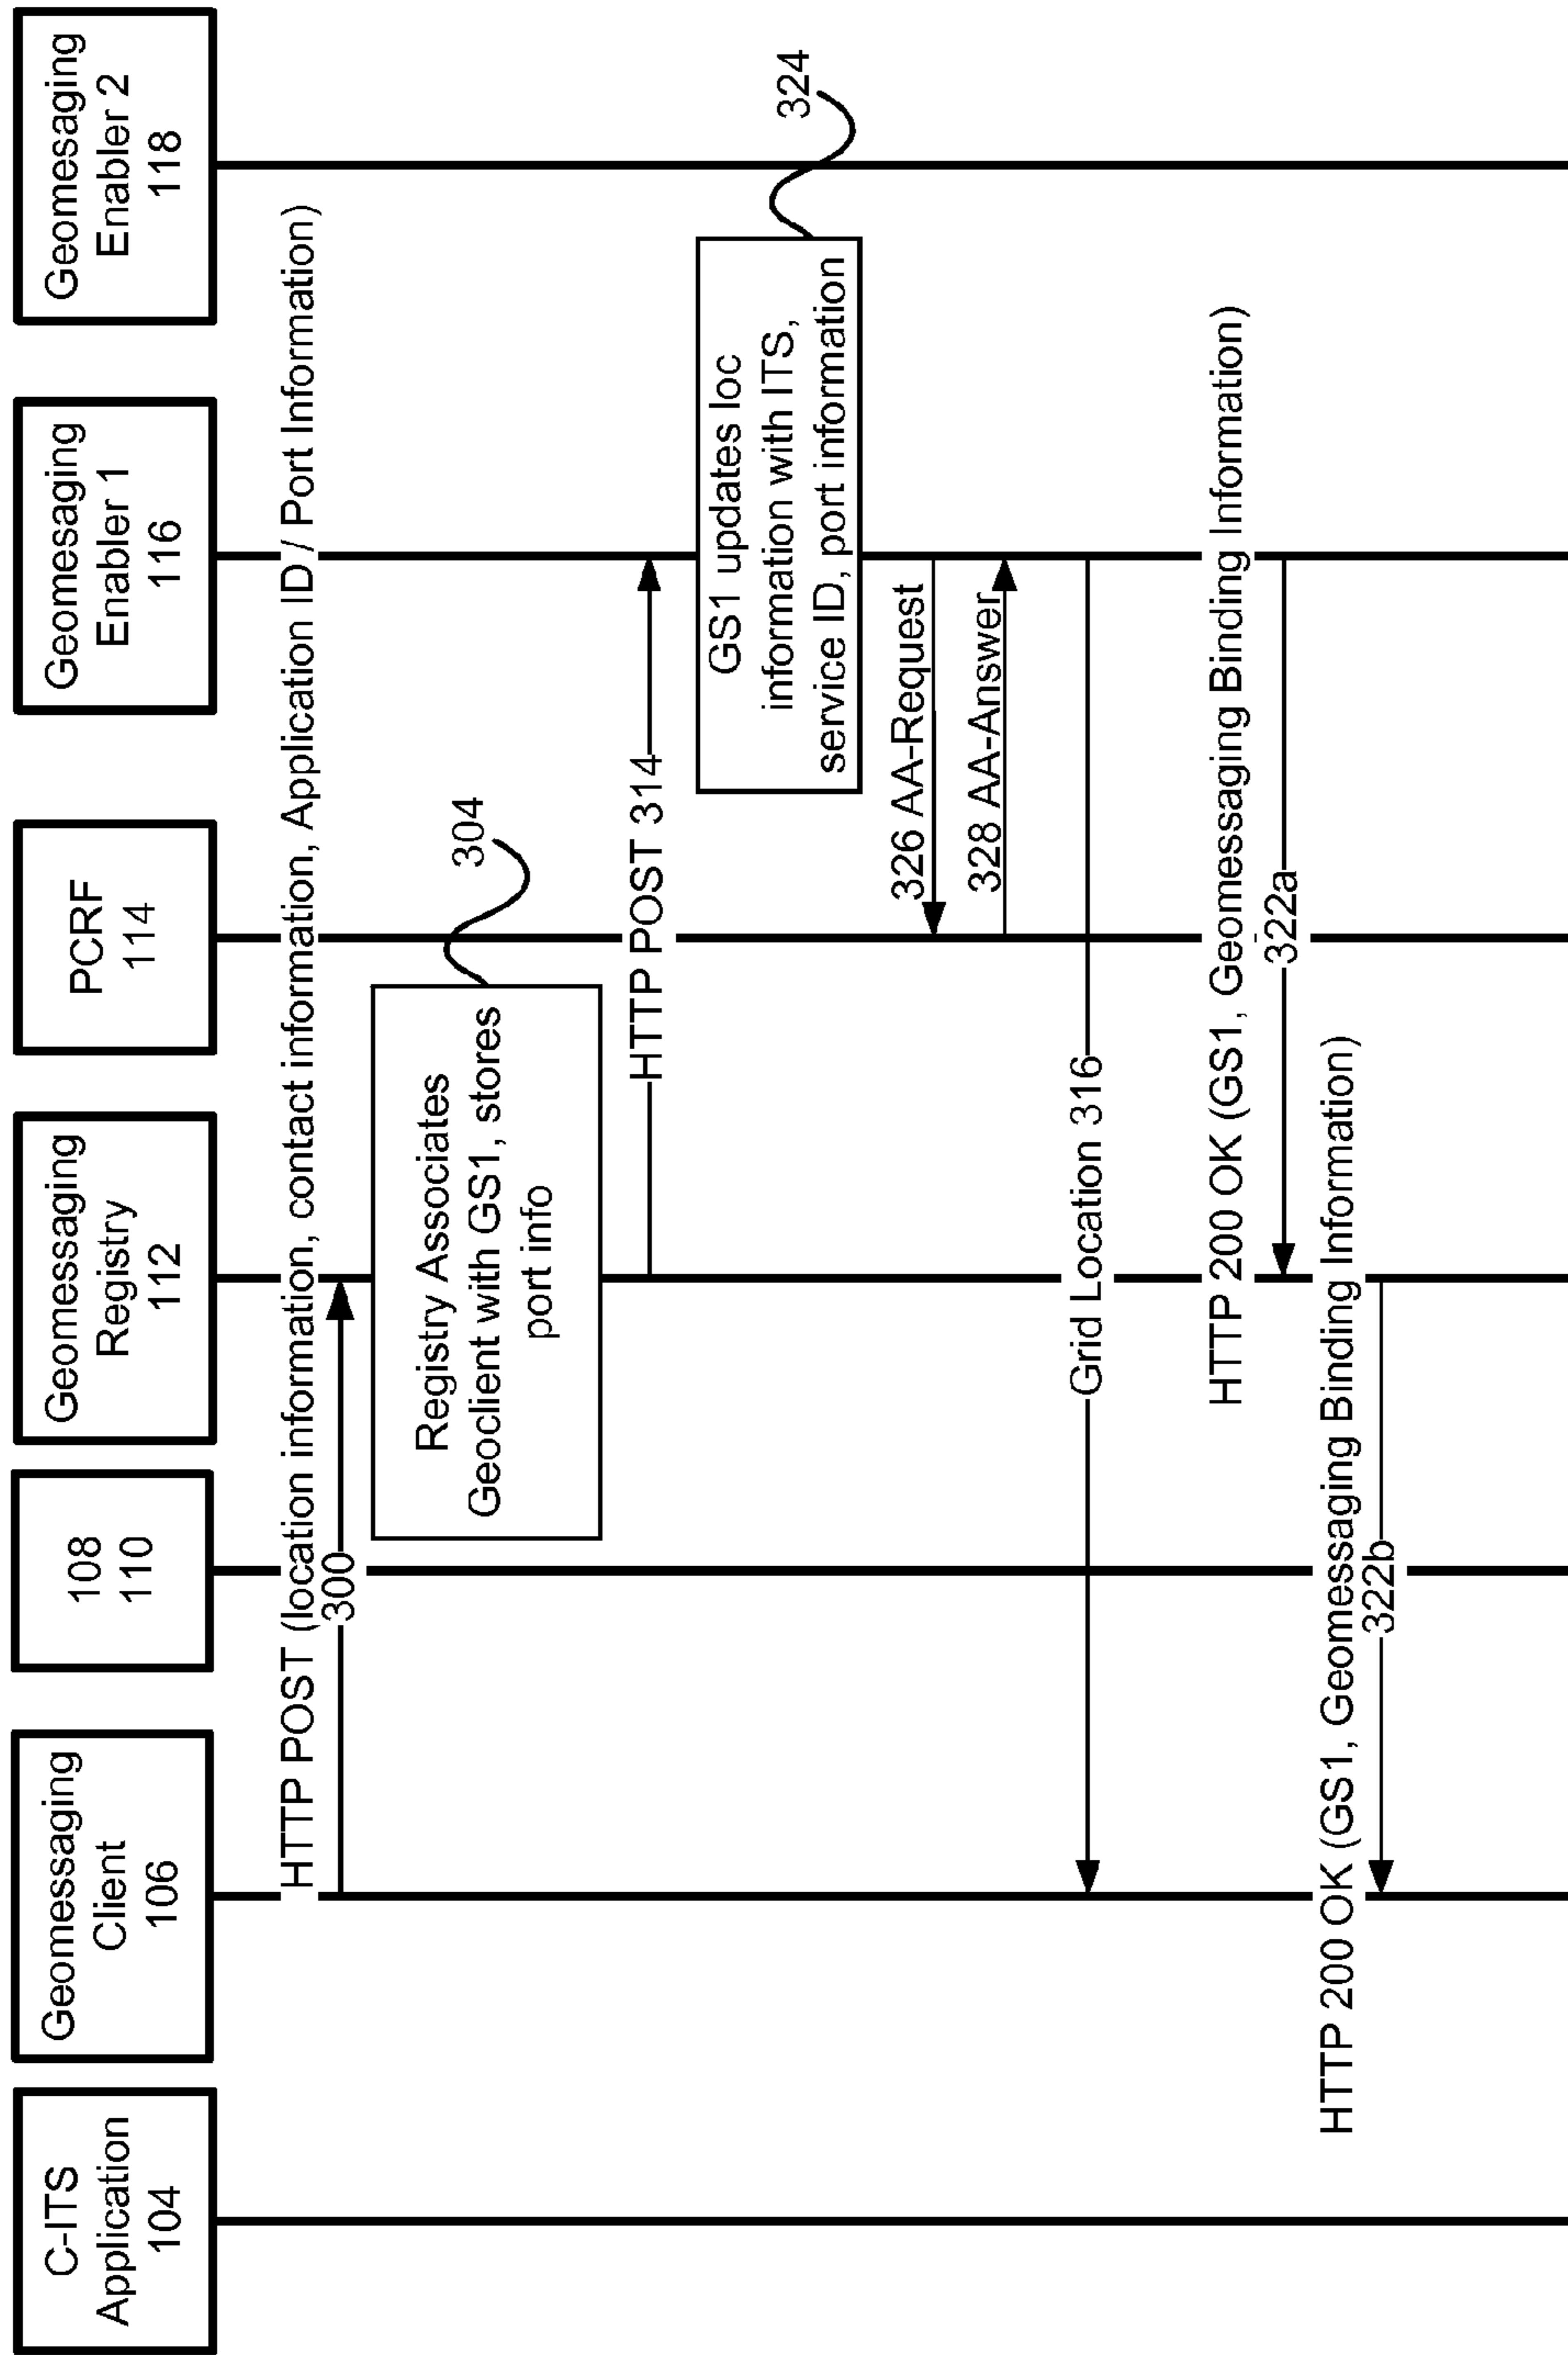 C-ITS
Application
104
Geomessaging
Client
106
108
110
Geomessaging
Registry
112
PCRF
114
Geomesaging
Enabler 1
116
Geomesaging
Enabler 2
118
HTTP POST (location information, contact information, Application ID / Port Information)
300
Registry Associates
Geoclient with GS1, stores
port info
304
HTTP POST 314
GS1 updates loc
information with ITS,
service ID, port information
324
326 AA-Request
328 AA-Answer
Grid Location 316
HTTP 200 OK (GS1, Geomessaging Binding Information)
322a
HTTP 200 OK (GS1, Geomessaging Binding Information)
322b